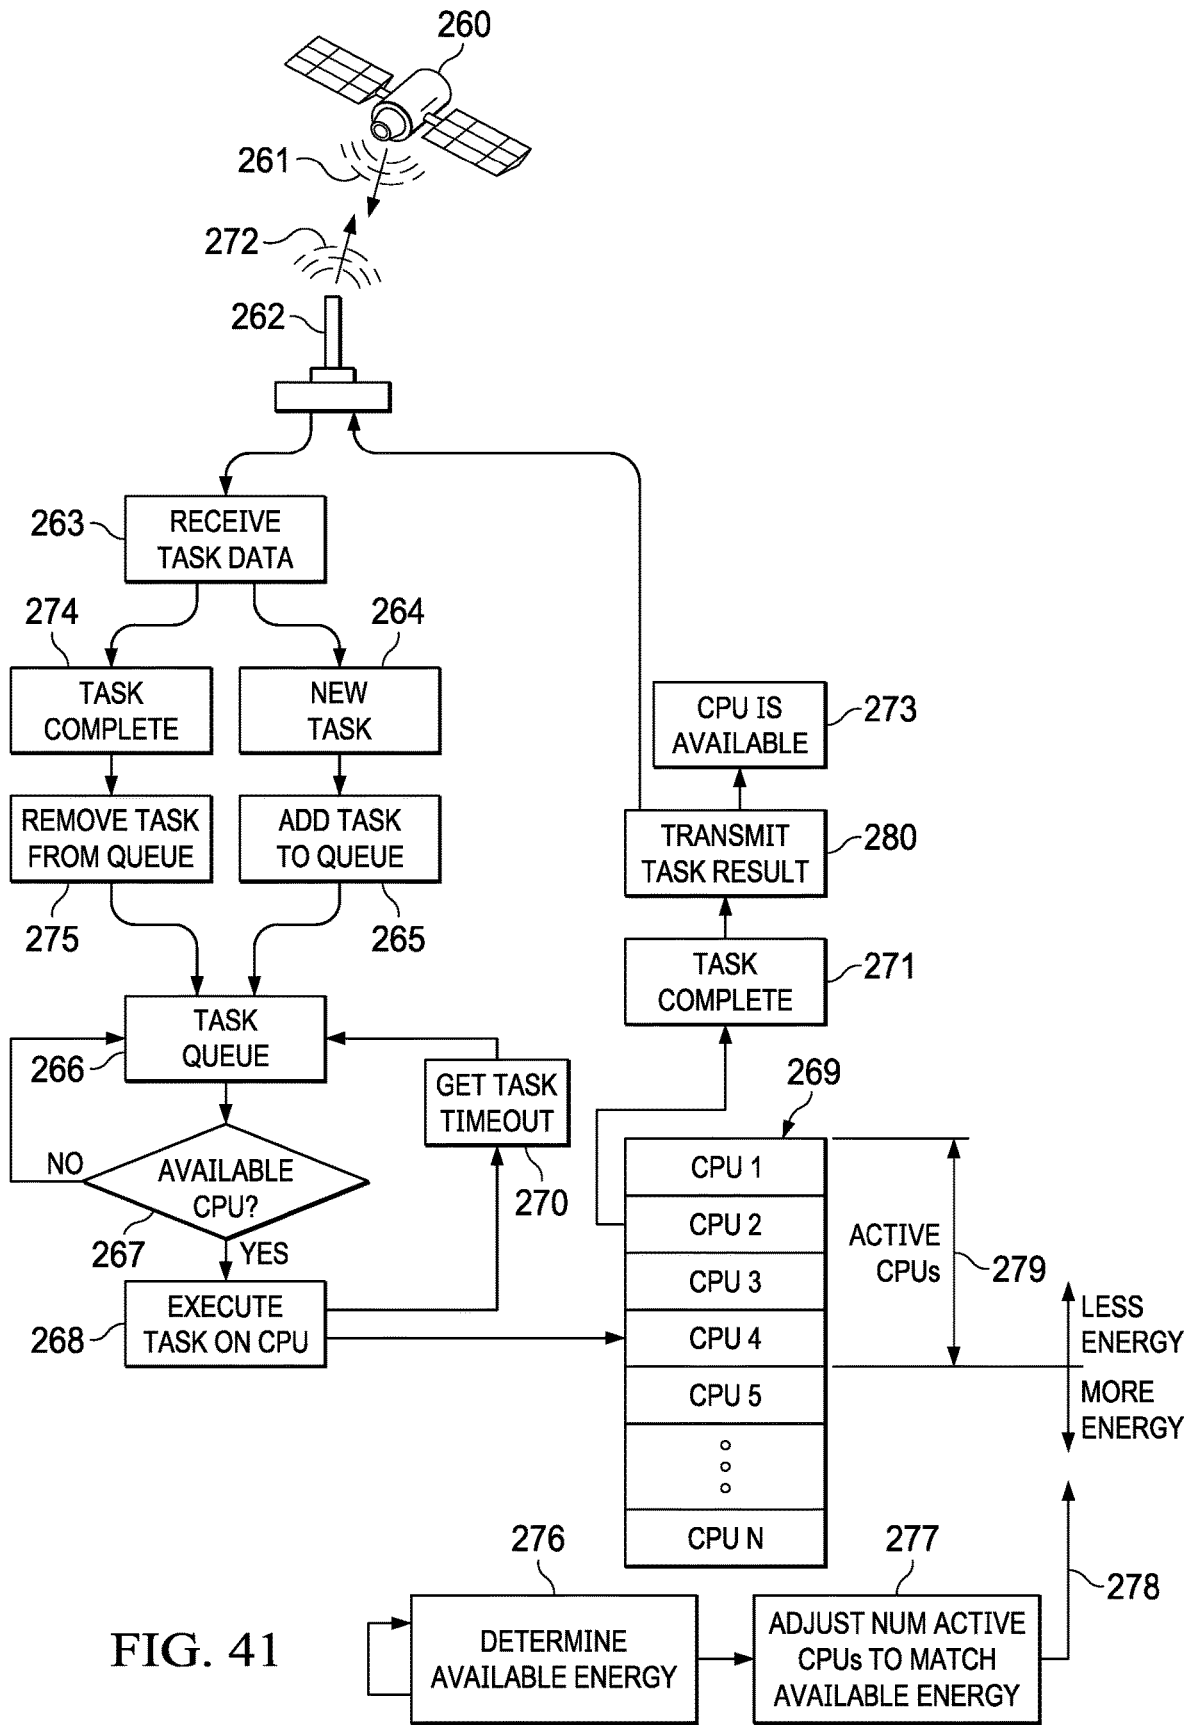 260
261
272
262
263
RECEIVE
TASK DATA
274
264
TASK
COMPLETE
NEW
TASK
CPU IS
AVAILABLE
273
REMOVE TASK
FROM QUEUE
ADD TASK
TO QUEUE
TRANSMIT
TASK RESULT
280
275
265
TASK
COMPLETE
271
TASK
QUEUE
266
GET TASK
TIMEOUT
270
269
NO
AVAILABLE
CPU?
267
YES
EXECUTE
TASK ON CPU
268
CPU 1
CPU 2
CPU 3
CPU 4
CPU 5
CPU N
ACTIVE
CPUs
279
LESS
ENERGY
MORE
ENERGY
276
277
278
DETERMINE
AVAILABLE ENERGY
ADJUST NUM ACTIVE
CPUs TO MATCH
AVAILABLE ENERGY
FIG. 41